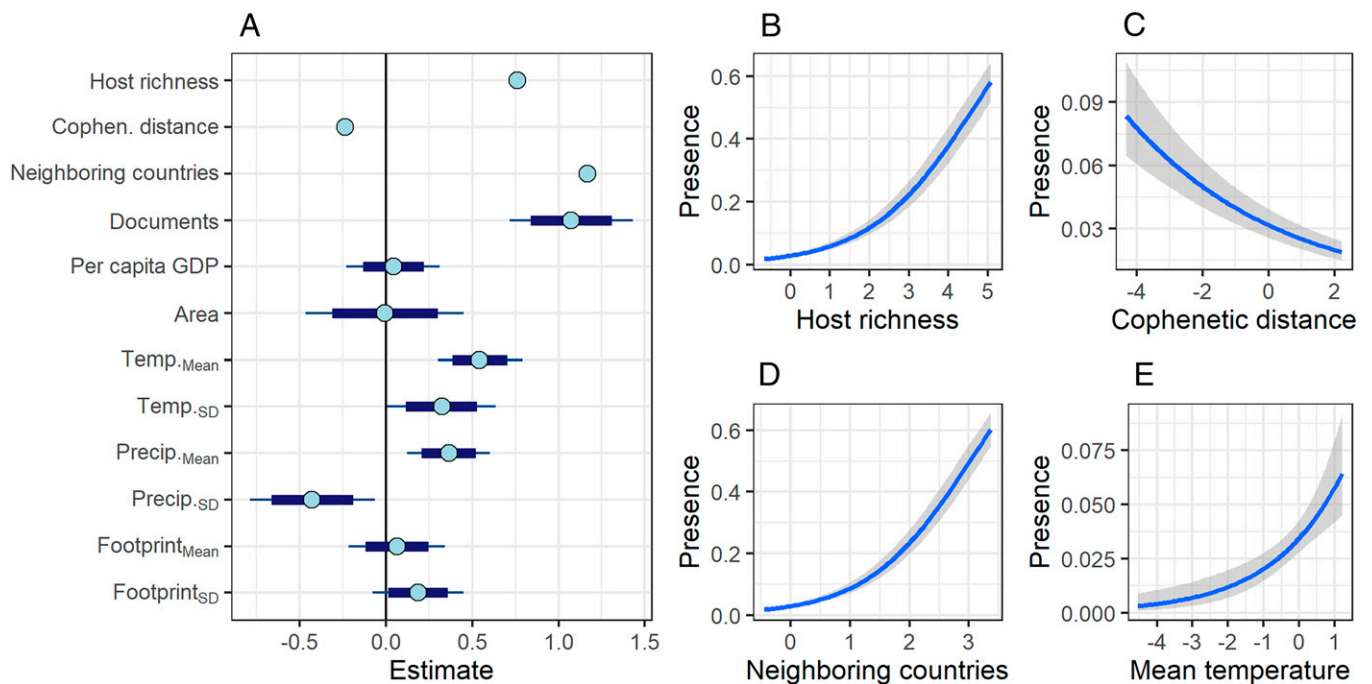 A
Host richness
Cophen. distance
Neighboring countries
Documents
Per capita GDP
Area
Temp.Mean
Temp.SD
Precip.Mean
Precip.SD
FootprintMean
FootprintSD
-0.5 0.0 0.5 1.0 1.5
Estimate
B
Presence
0.6
0.4
0.2
0.0
0 1 2 3 4 5
Host richness
C
Presence
0.09
0.06
0.03
-4 -2 0 2
Cophenetic distance
D
Presence
0.6
0.4
0.2
0.0
0 1 2 3
Neighboring countries
E
Presence
0.075
0.050
0.025
0.000
-4 -3 -2 -1 0 1
Mean temperature